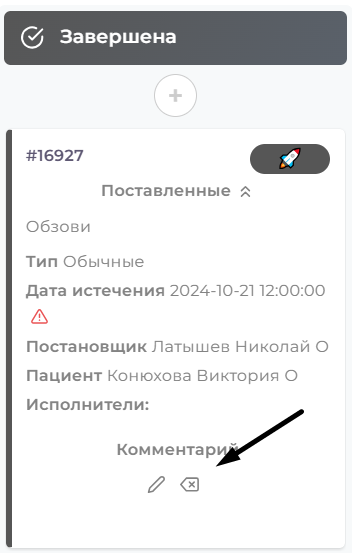 Завершена
#16927
Поставленные
Обзови
Тип Обычные
Дата истечения 2024-10-21 12:00:00
Постановщик Латышев Николай О
Пациент Конюхова Виктория О
Исполнители:
Комментарий